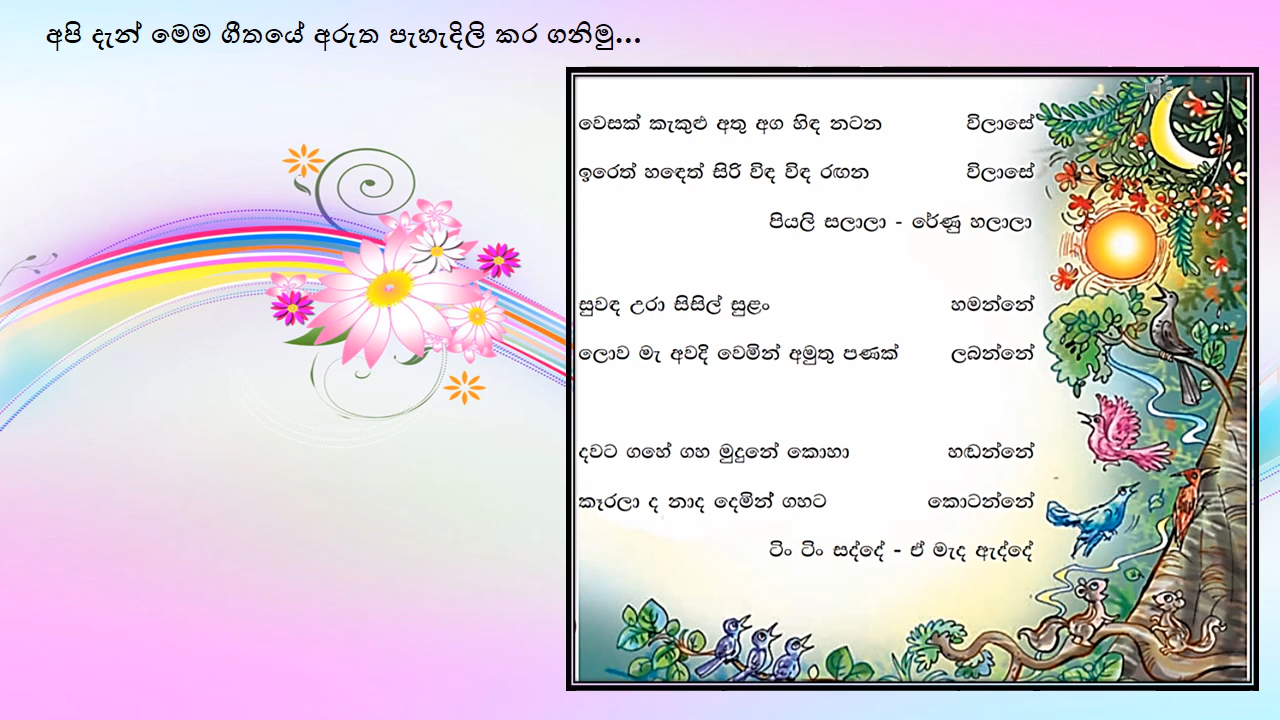 අපි දැන් මෙම ගීතයේ අරුත පැහැදිලි කර ගනිමු...
වෙසක් කැකුළු අතු අග හිඳ නටන විලාසේ
ඉරෙත් හඳෙත් සිරි විඳ විඳ රඟන විලාසේ
පියලි සලාලා - රේණු හලාලා
සුවඳ උරා සිසිල් සුළං හමන්නේ
ලොව මැ අවදි වෙමින් අමුතු පණක් ලබන්නේ
දවට ගහේ ගහ මුදුනේ කොහා හඬන්නේ
කෑරලා ද නාද දෙමින් ගහට කොටන්නේ
ටිං ටිං සද්දේ - ඒ මැද ඇද්දේ